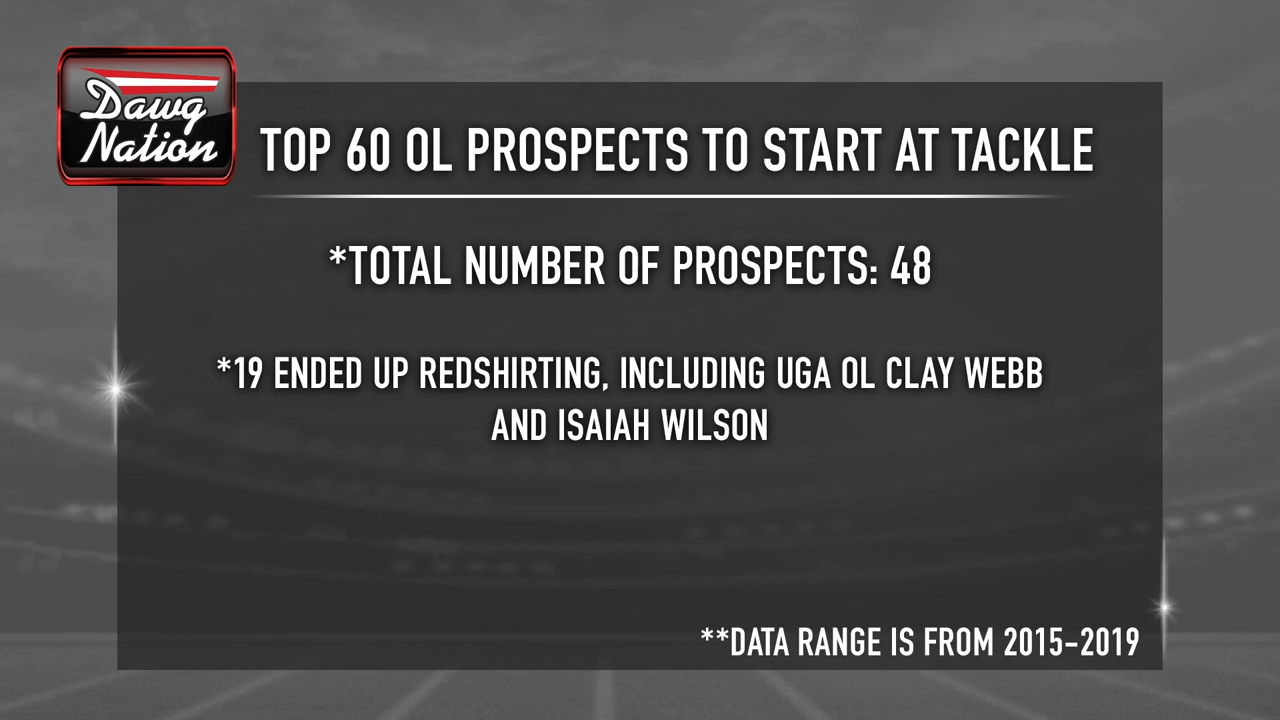 Dawg
Nation
TOP 60 OL PROSPECTS TO START AT TACKLE
*TOTAL NUMBER OF PROSPECTS: 48
*19 ENDED UP REDSHIRTING, INCLUDING UGA OL CLAY WEBB
AND ISAIAH WILSON
**DATA RANGE IS FROM 2015-2019